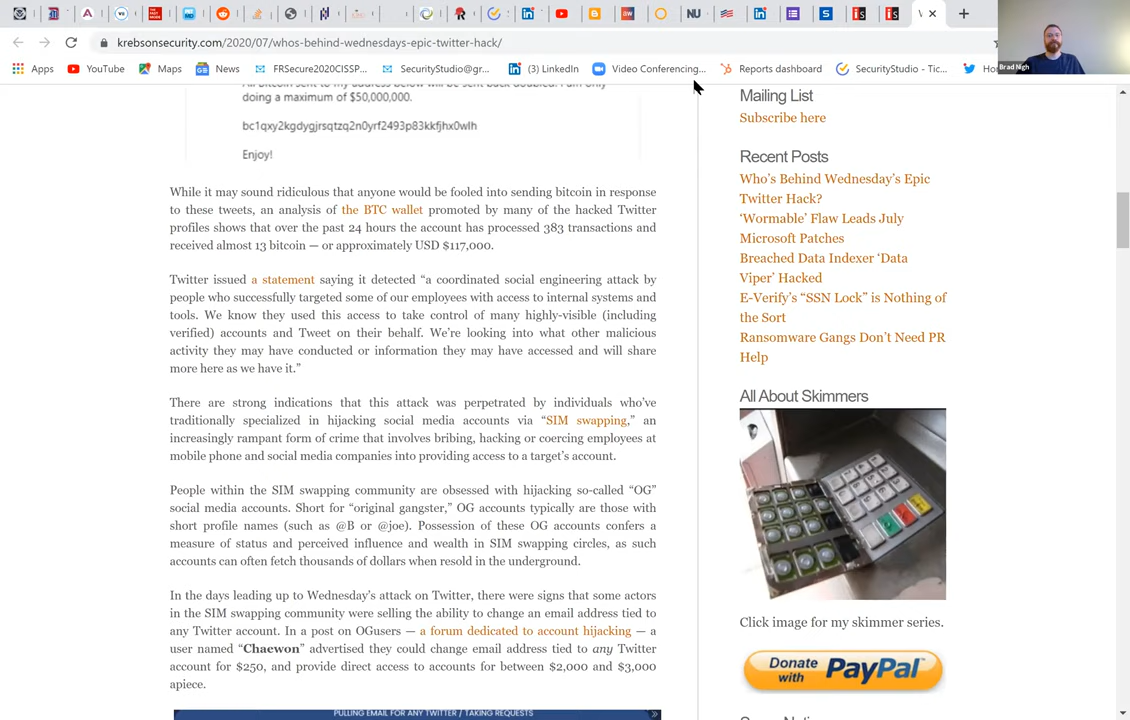 krebsonsecurity.com/2020/07/whos-behind-wednesdays-epic-twitter-hack/
Apps YouTube Maps News FRSecure2020CISSP... SecurityStudio@gr... (3) LinkedIn Video Conferencing... Reports dashboard SecurityStudio - Tic...
Brad Nigh
doing a maximum of $50,000,000.
bc1qxy2kgdygjrsqtzq2n0yrf2493p83kkfjhx0wlh
Enjoy!
While it may sound ridiculous that anyone would be fooled into sending bitcoin in response
to these tweets, an analysis of the BTC wallet promoted by many of the hacked Twitter
profiles shows that over the past 24 hours the account has processed 383 transactions and
received almost 13 bitcoin — or approximately USD $117,000.
Twitter issued a statement saying it detected “a coordinated social engineering attack by
people who successfully targeted some of our employees with access to internal systems and
tools. We know they used this access to take control of many highly-visible (including
verified) accounts and Tweet on their behalf. We’re looking into what other malicious
activity they may have conducted or information they may have accessed and will share
more here as we have it.”
There are strong indications that this attack was perpetrated by individuals who’ve
traditionally specialized in hijacking social media accounts via “SIM swapping,” an
increasingly rampant form of crime that involves bribing, hacking or coercing employees at
mobile phone and social media companies into providing access to a target’s account.
People within the SIM swapping community are obsessed with hijacking so-called “OG”
social media accounts. Short for “original gangster,” OG accounts typically are those with
short profile names (such as @B or @joe). Possession of these OG accounts confers a
measure of status and perceived influence and wealth in SIM swapping circles, as such
accounts can often fetch thousands of dollars when resold in the underground.
In the days leading up to Wednesday’s attack on Twitter, there were signs that some actors
in the SIM swapping community were selling the ability to change an email address tied to
any Twitter account. In a post on OGusers — a forum dedicated to account hijacking — a
user named “Chaewon” advertised they could change email address tied to any Twitter
account for $250, and provide direct access to accounts for between $2,000 and $3,000
apiece.
PULLING EMAIL FOR ANY TWITTER / TAKING REQUESTS
Mailing List
Subscribe here
Recent Posts
Who’s Behind Wednesday’s Epic
Twitter Hack?
‘Wormable’ Flaw Leads July
Microsoft Patches
Breached Data Indexer ‘Data
Viper’ Hacked
E-Verify’s “SSN Lock” is Nothing of
the Sort
Ransomware Gangs Don’t Need PR
Help
All About Skimmers
Click image for my skimmer series.
Donate
with PayPal